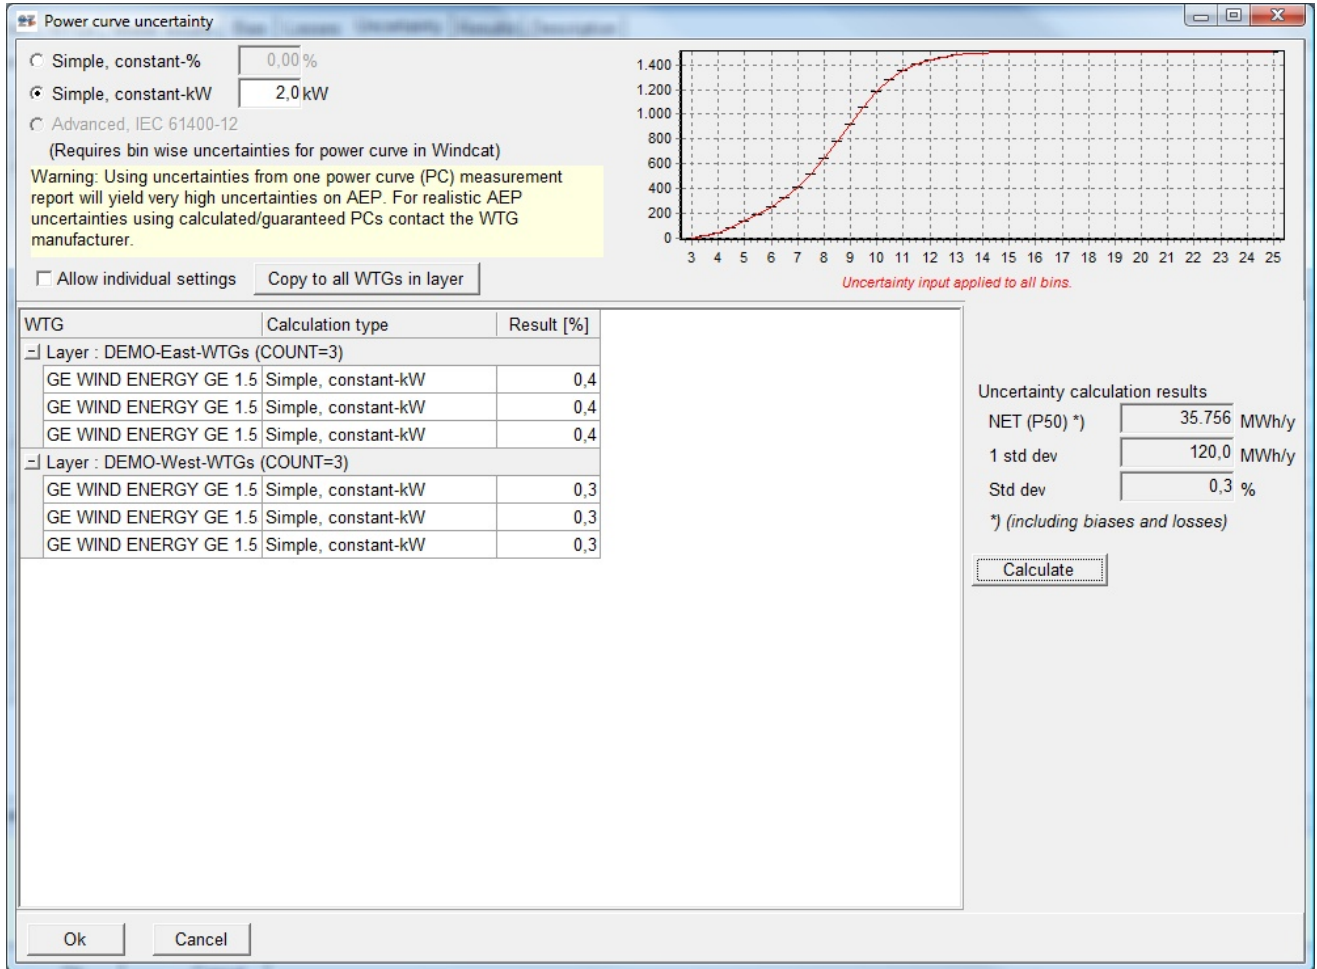 Power curve uncertainty
Simple, constant-% 0,00 %
Simple, constant-kW 2,0 kW
Advanced, IEC 61400-12
(Requires bin wise uncertainties for power curve in Windcat)
Warning: Using uncertainties from one power curve (PC) measurement
report will yield very high uncertainties on AEP. For realistic AEP
uncertainties using calculated/guaranteed PCs contact the WTG
manufacturer.
Allow individual settings Copy to all WTGs in layer
1.400
1.200
1.000
800
600
400
200
0
3 4 5 6 7 8 9 10 11 12 13 14 15 16 17 18 19 20 21 22 23 24 25
Uncertainty input applied to all bins.
WTG Calculation type Result [%]
Layer : DEMO-East-WTGs (COUNT=3)
GE WIND ENERGY GE 1.5 Simple, constant-kW 0,4
GE WIND ENERGY GE 1.5 Simple, constant-kW 0,4
GE WIND ENERGY GE 1.5 Simple, constant-kW 0,4
Layer : DEMO-West-WTGs (COUNT=3)
GE WIND ENERGY GE 1.5 Simple, constant-kW 0,3
GE WIND ENERGY GE 1.5 Simple, constant-kW 0,3
GE WIND ENERGY GE 1.5 Simple, constant-kW 0,3
Uncertainty calculation results
NET (P50) *) 35.756 MWh/y
1 std dev 120,0 MWh/y
Std dev 0,3 %
*) (including biases and losses)
Calculate
Ok Cancel